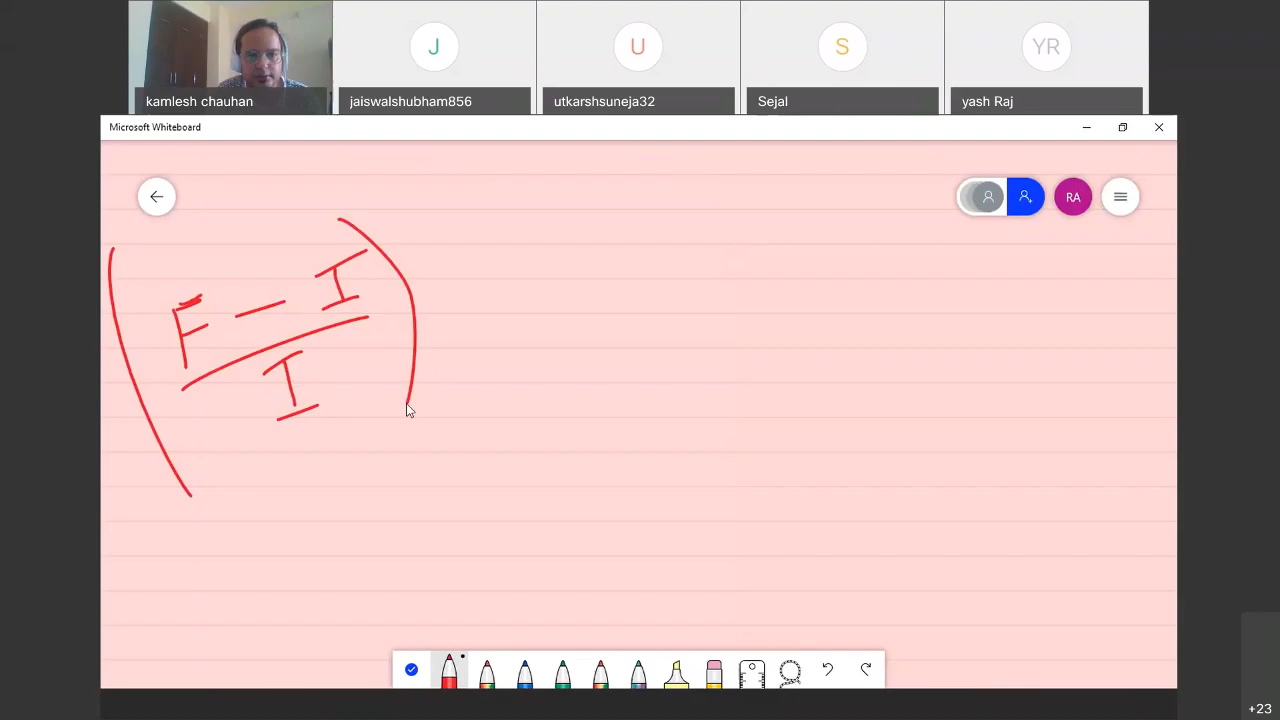 J U S YR
kamlesh chauhan jaiswalshubham856 utkarshsuneja32 Sejal yash Raj
Microsoft Whiteboard
RA
F - I
I
+23